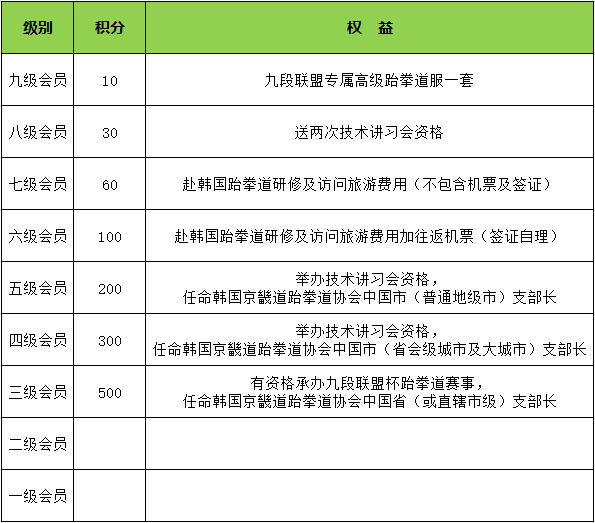 级别 积分 权 益
九级会员 10 九段联盟专属高级跆拳道服一套
八级会员 30 送两次技术讲习会资格
七级会员 60 赴韩国跆拳道研修及访问旅游费用（不包含机票及签证）
六级会员 100 赴韩国跆拳道研修及访问旅游费用加往返机票（签证自理）
五级会员 200 举办技术讲习会资格，
任命韩国京畿道跆拳道协会中国市（普通地级市）支部长
四级会员 300 举办技术讲习会资格，
任命韩国京畿道跆拳道协会中国市（省会级城市及大城市）支部长
三级会员 500 有资格承办九段联盟杯跆拳道赛事，
任命韩国京畿道跆拳道协会中国省（或直辖市级）支部长
二级会员
一级会员